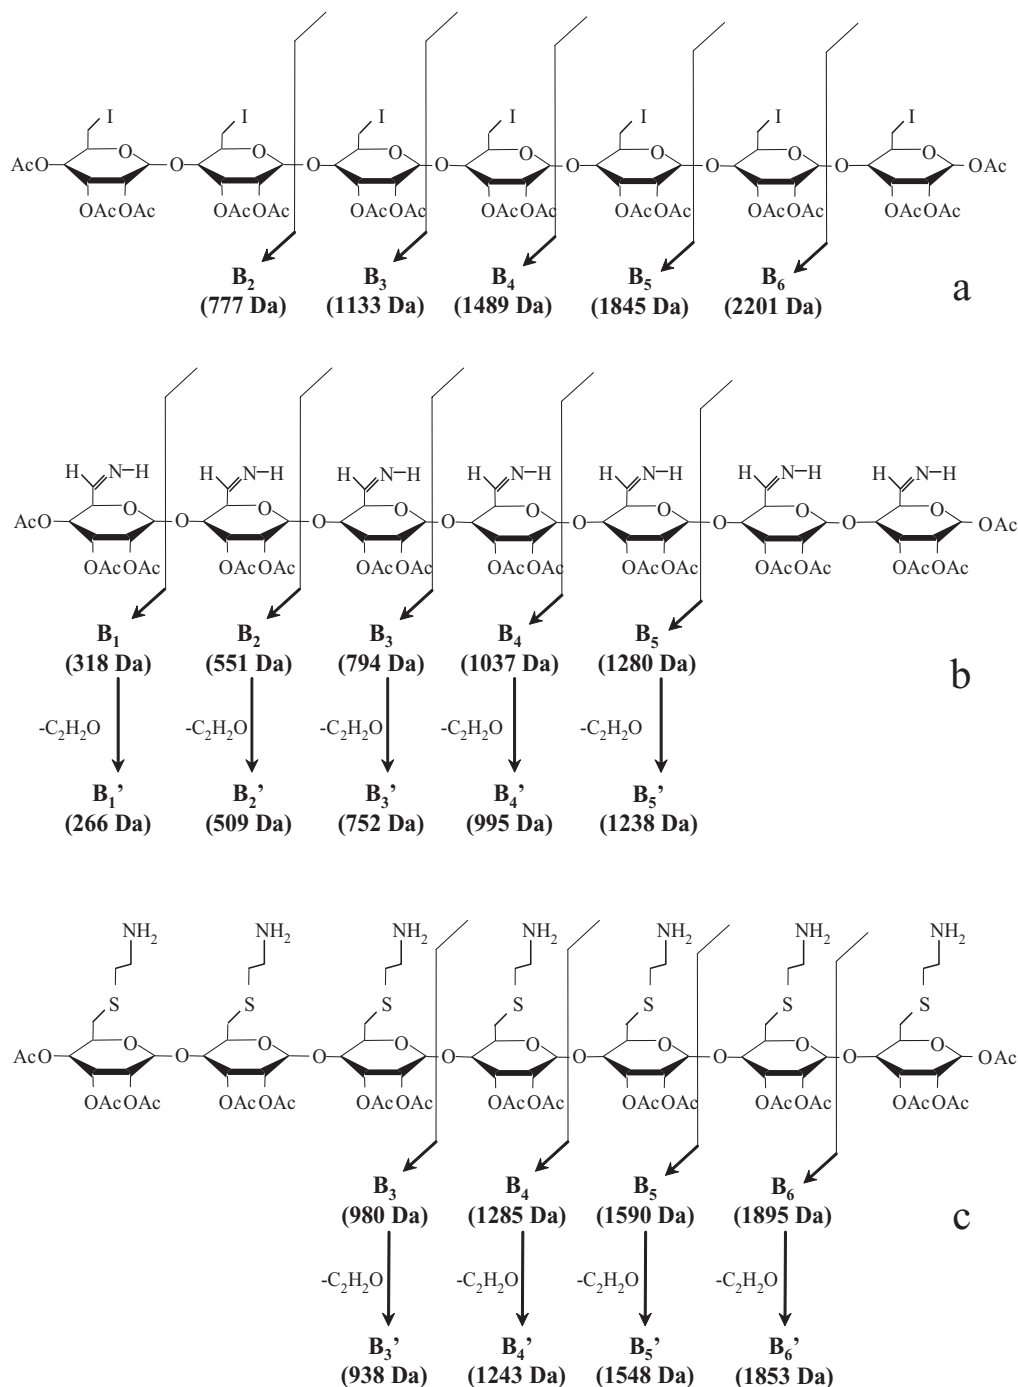 I I I I I I I
O O O O O O O
AcO O O O O O O OAc
OAcOAc OAcOAc OAcOAc OAcOAc OAcOAc OAcOAc OAcOAc
B₂ B₃ B₄ B₅ B₆
(777 Da) (1133 Da) (1489 Da) (1845 Da) (2201 Da)
a
H N-H H N-H H N-H H N-H H N-H H N-H H N-H
O O O O O O O
AcO O O O O O O OAc
OAcOAc OAcOAc OAcOAc OAcOAc OAcOAc OAcOAc OAcOAc
B₁ B₂ B₃ B₄ B₅
(318 Da) (551 Da) (794 Da) (1037 Da) (1280 Da)
b
-C₂H₂O -C₂H₂O -C₂H₂O -C₂H₂O -C₂H₂O
B₁’ B₂’ B₃’ B₄’ B₅’
(266 Da) (509 Da) (752 Da) (995 Da) (1238 Da)
NH₂ NH₂ NH₂ NH₂ NH₂ NH₂ NH₂
S S S S S S S
O O O O O O O
AcO O O O O O O OAc
OAcOAc OAcOAc OAcOAc OAcOAc OAcOAc OAcOAc OAcOAc
B₃ B₄ B₅ B₆
(980 Da) (1285 Da) (1590 Da) (1895 Da)
c
-C₂H₂O -C₂H₂O -C₂H₂O -C₂H₂O
B₃’ B₄’ B₅’ B₆’
(938 Da) (1243 Da) (1548 Da) (1853 Da)